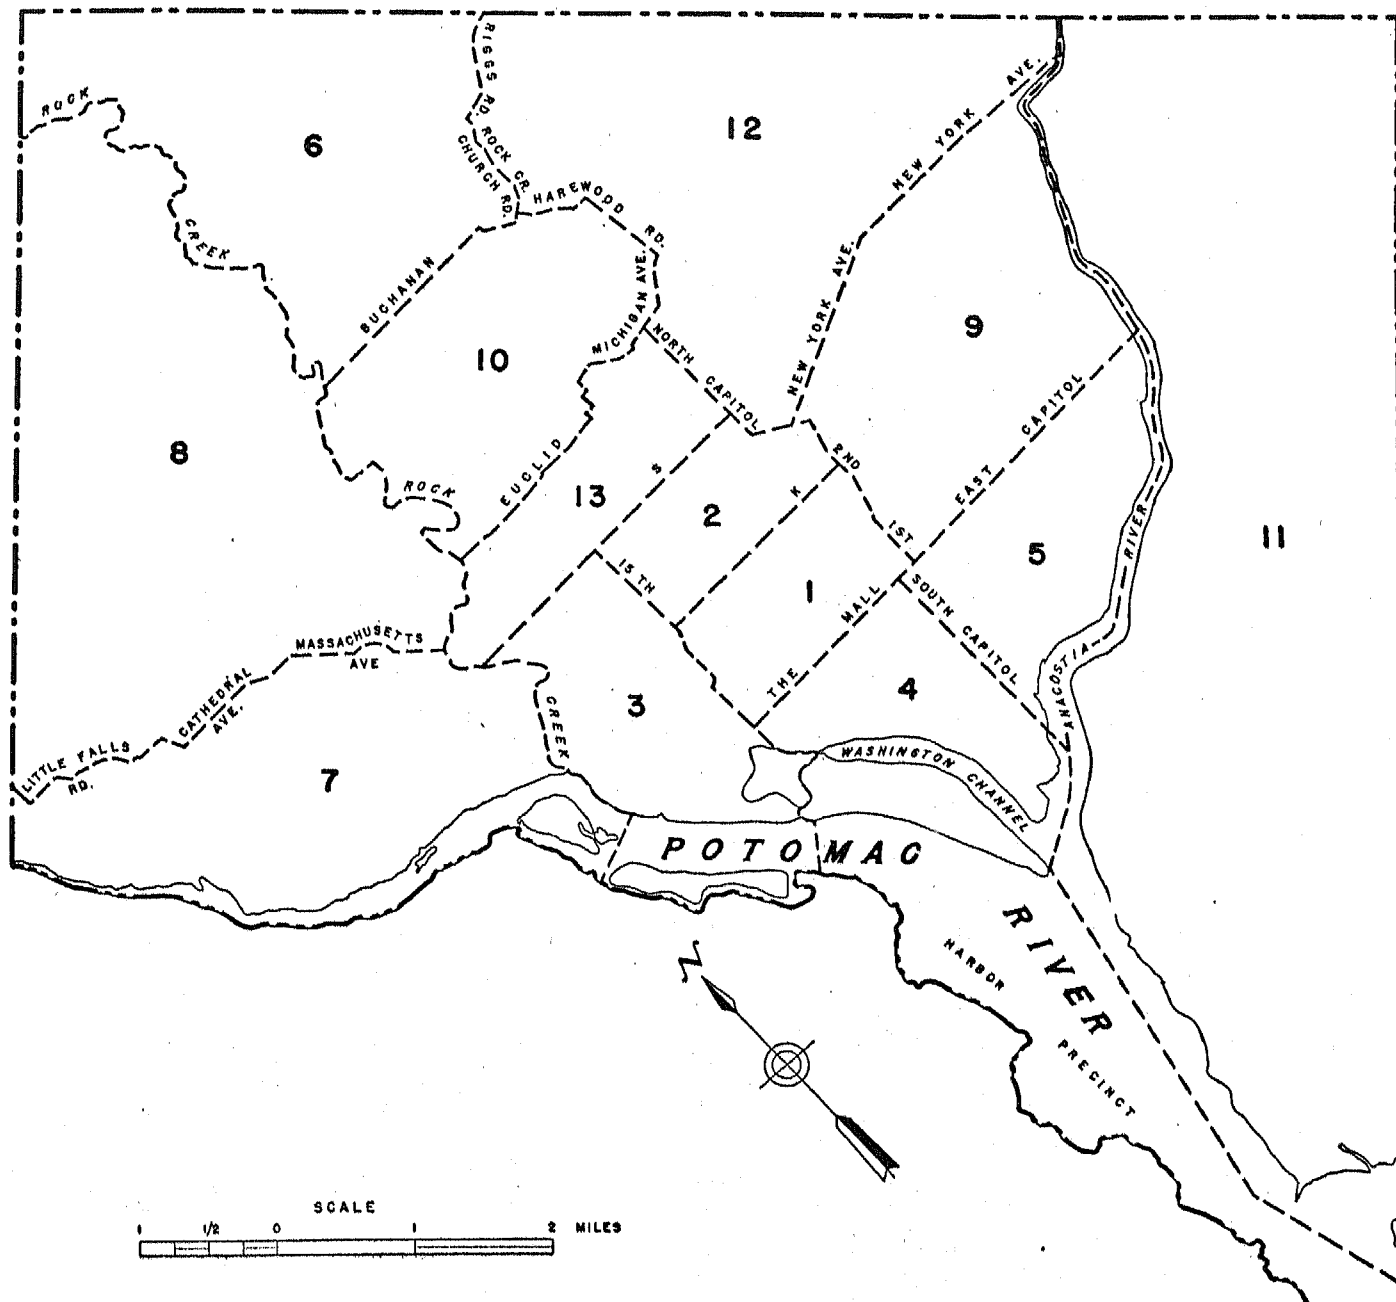 RIGGS RD.
ROCK
6
12
NEW YORK AVE.
ROCK CR.
CHURCH RD.
HAREWOOD RD.
CREEK
BUCHANAN
MICHIGAN AVE.
NEW YORK AVE.
9
10
NORTH CAPITOL
8
EUCLID
ROCK
13
S
2
K
2ND
EAST CAPITOL
1ST
11
5
RIVER
15TH
1
THE MALL
SOUTH CAPITOL
ANACOSTIA
MASSACHUSETTS
AVE
CATHEDRAL
AVE.
LITTLE FALLS
RD.
7
3
4
CREEK
WASHINGTON CHANNEL
POTOMAC
RIVER
HARBOR
PRECINCT
N
SCALE
1 1/2 0 1 2 MILES